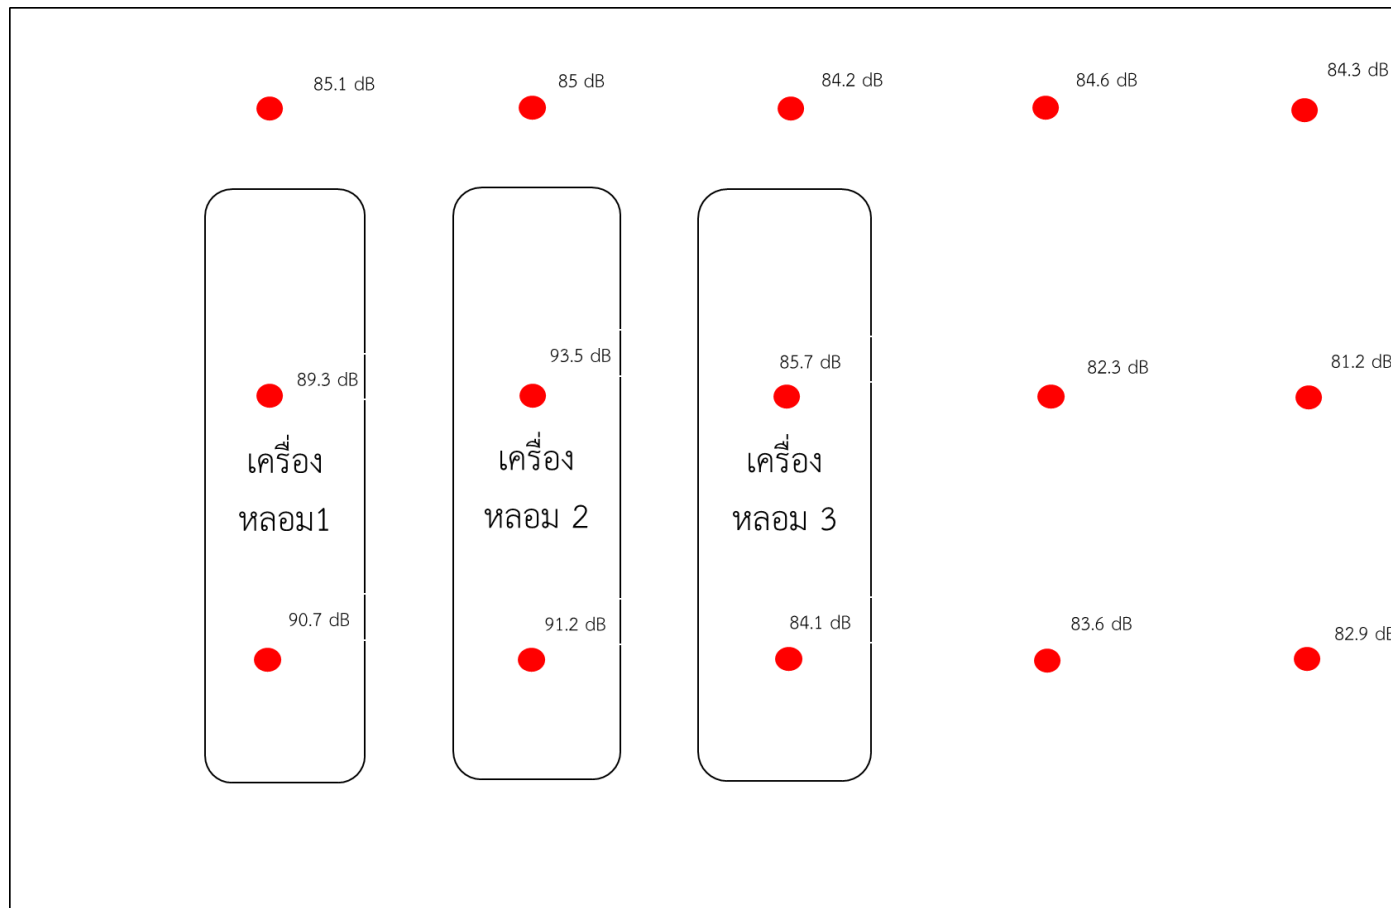 85.1 dB
85 dB
84.2 dB
84.6 dB
84.3 dB
89.3 dB
93.5 dB
85.7 dB
82.3 dB
81.2 dB
เครื่อง
หลอม1
เครื่อง
หลอม 2
เครื่อง
หลอม 3
90.7 dB
91.2 dB
84.1 dB
83.6 dB
82.9 dB